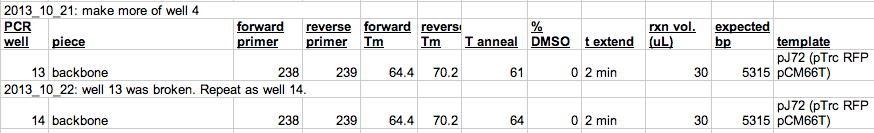 2013_10_21: make more of well 4
PCR well piece forward primer reverse primer forward Tm revers Tm T anneal % DMSO t extend rxn vol. (uL) expected bp template
13 backbone 238 239 64.4 70.2 61 0 2 min 30 5315 pJ72 (pTrc RFP pCM66T)
2013_10_22: well 13 was broken. Repeat as well 14.
14 backbone 238 239 64.4 70.2 64 0 2 min 30 5315 pJ72 (pTrc RFP pCM66T)